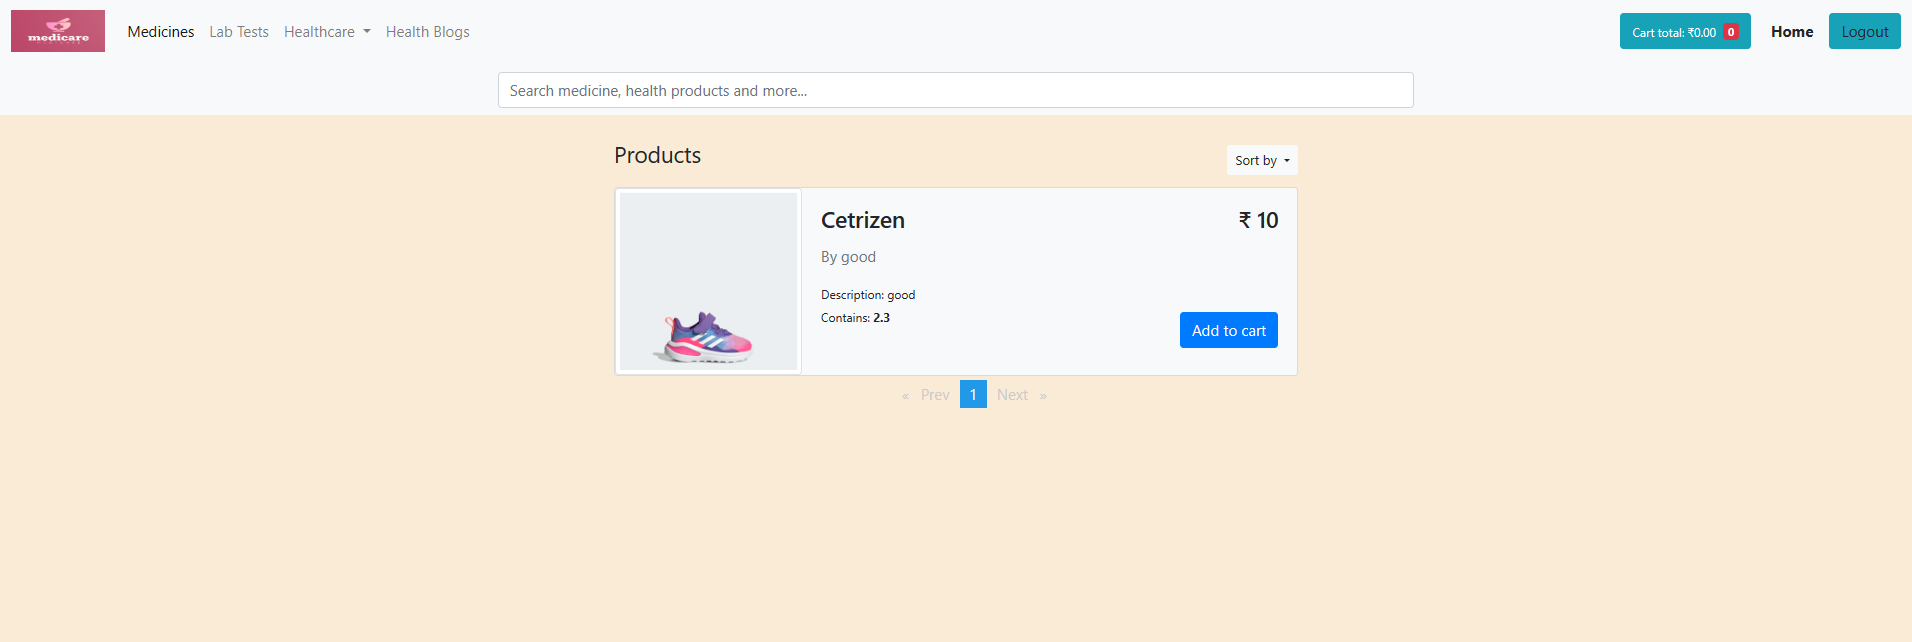 medicare
Medicines Lab Tests Healthcare Health Blogs
Cart total: ₹0.00 0 Home Logout
Search medicine, health products and more...
Products
Sort by
Cetrizen
₹ 10
By good
Description: good
Contains: 2.3
Add to cart
« Prev 1 Next »